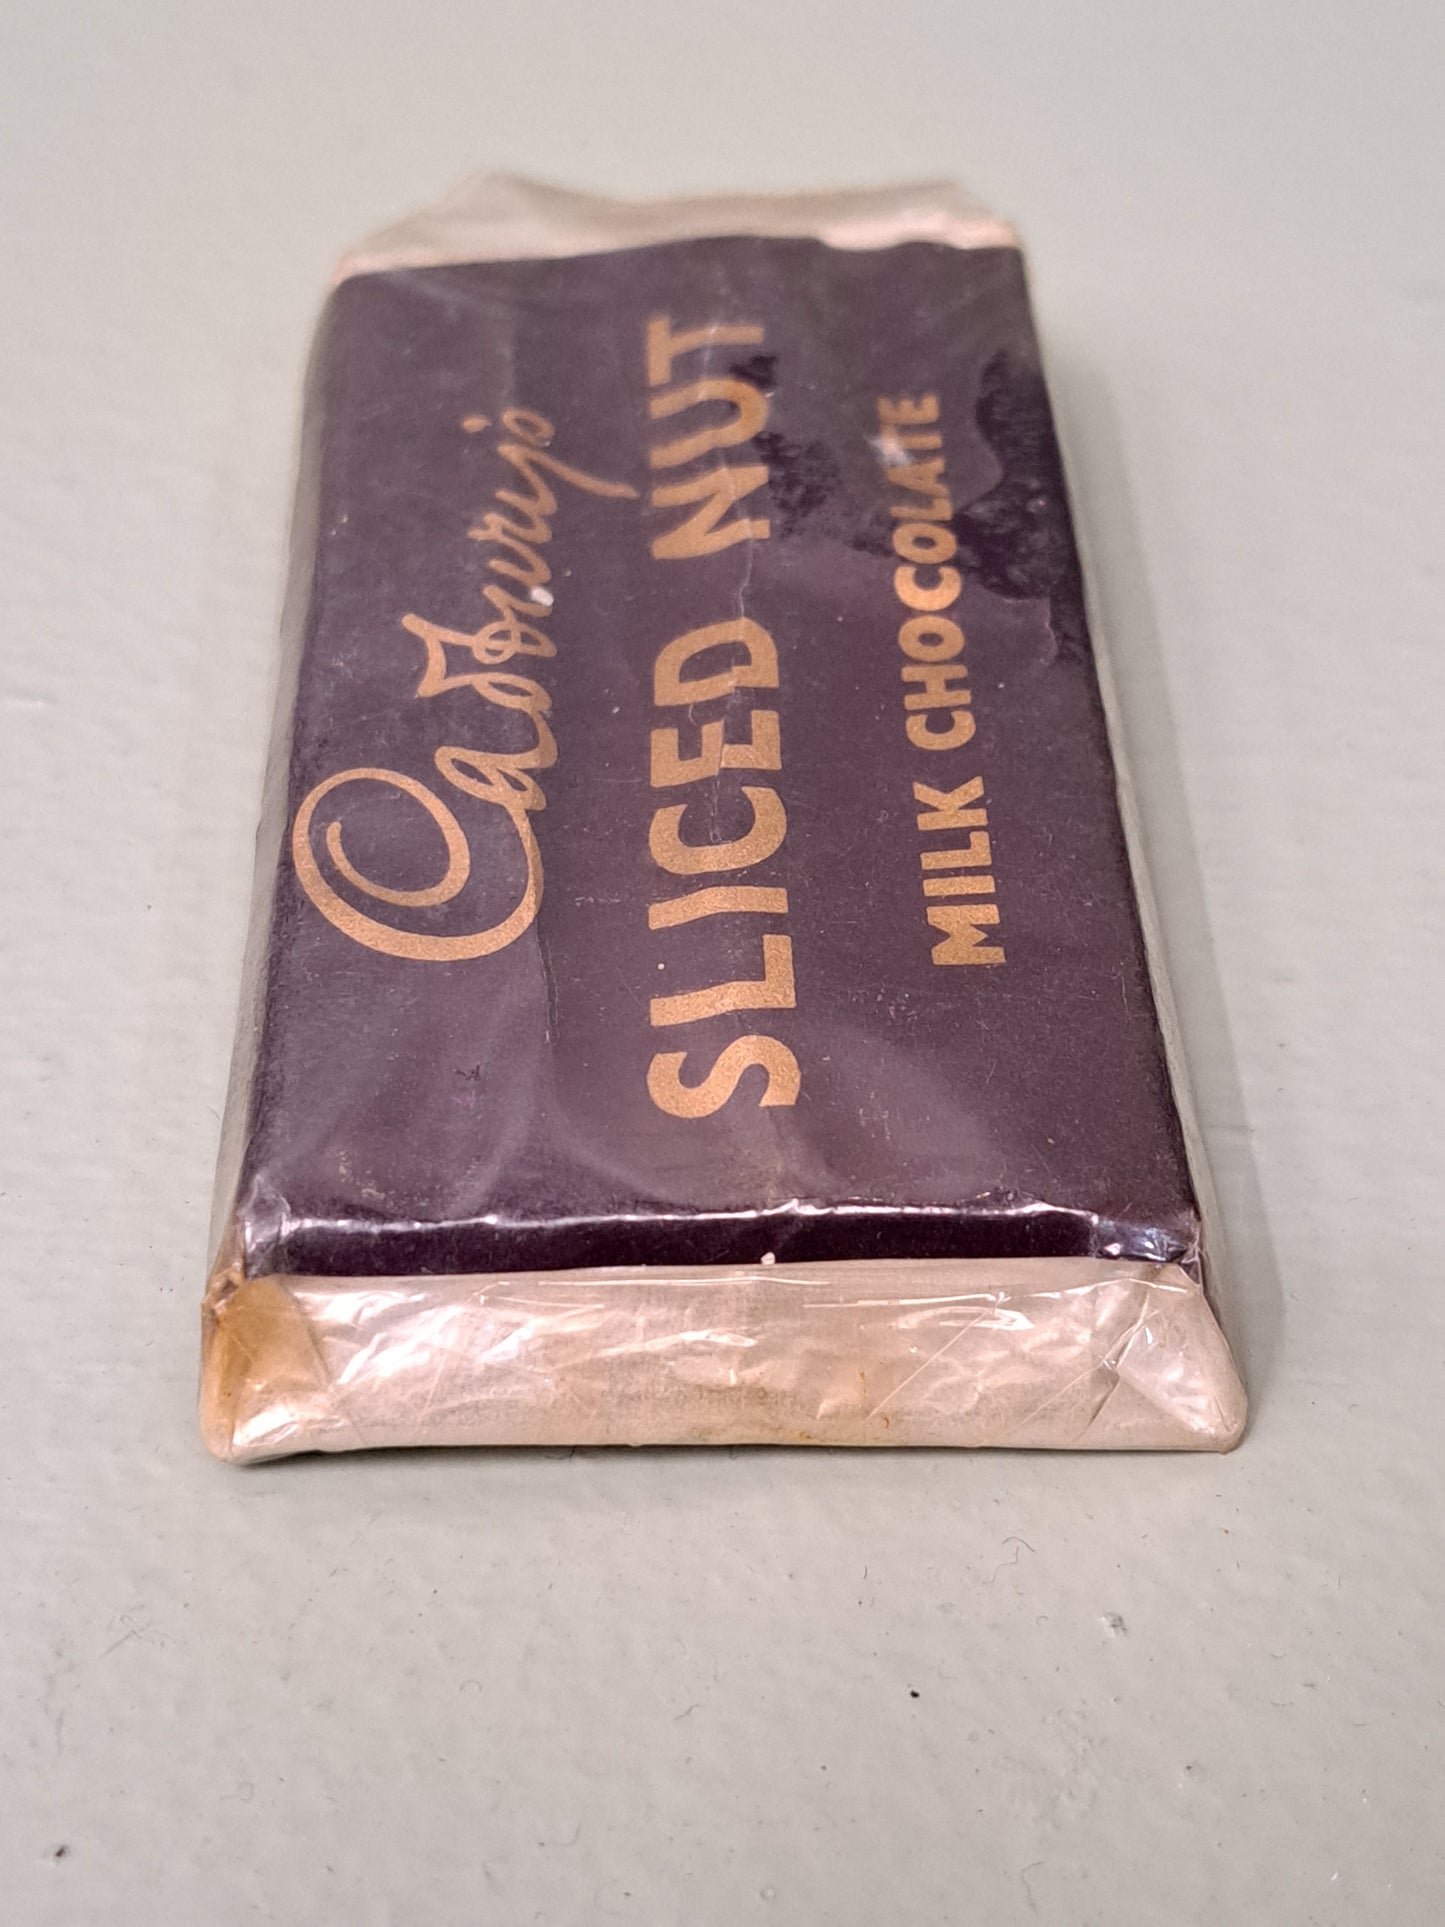 Cadbury's
SLICED NUT
MILK CHOCOLATE